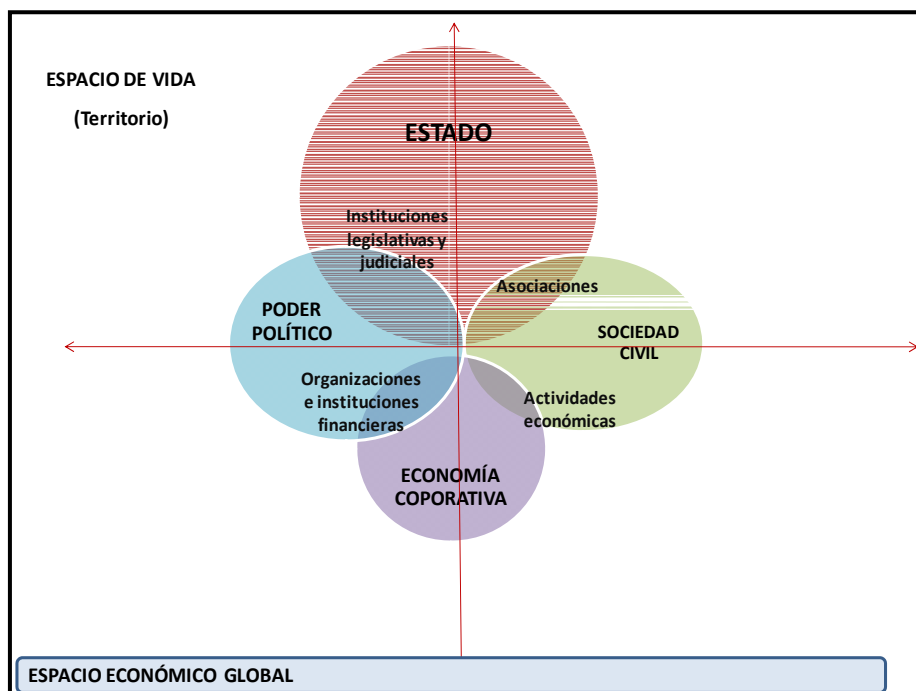 ESPACIO DE VIDA
(Territorio)
ESTADO
Instituciones
legislativas y
judiciales
Asociaciones
PODER
POLÍTICO
SOCIEDAD
CIVIL
Organizaciones
e instituciones
financieras
Actividades
económicas
ECONOMÍA
COPORATIVA
ESPACIO ECONÓMICO GLOBAL